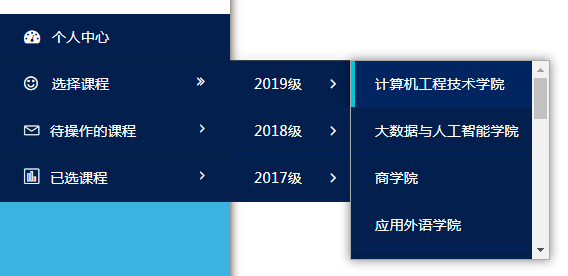 个人中心
选择课程
待操作的课程
已选课程
2019级
2018级
2017级
计算机工程技术学院
大数据与人工智能学院
商学院
应用外语学院